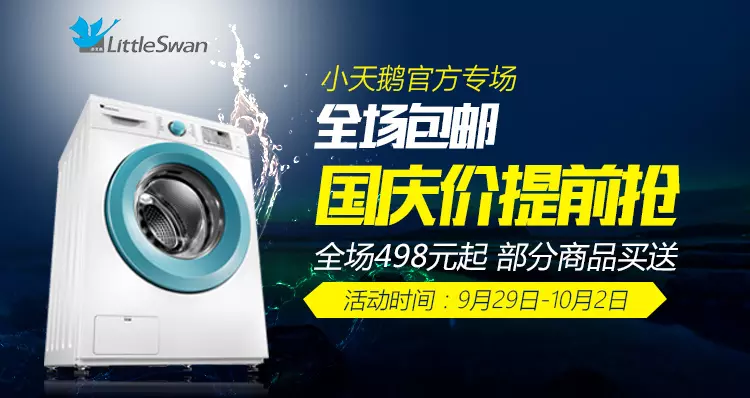 LittleSwan
小天鹅官方专场
全场包邮
国庆价提前抢
全场498元起 部分商品买送
活动时间：9月29日-10月2日